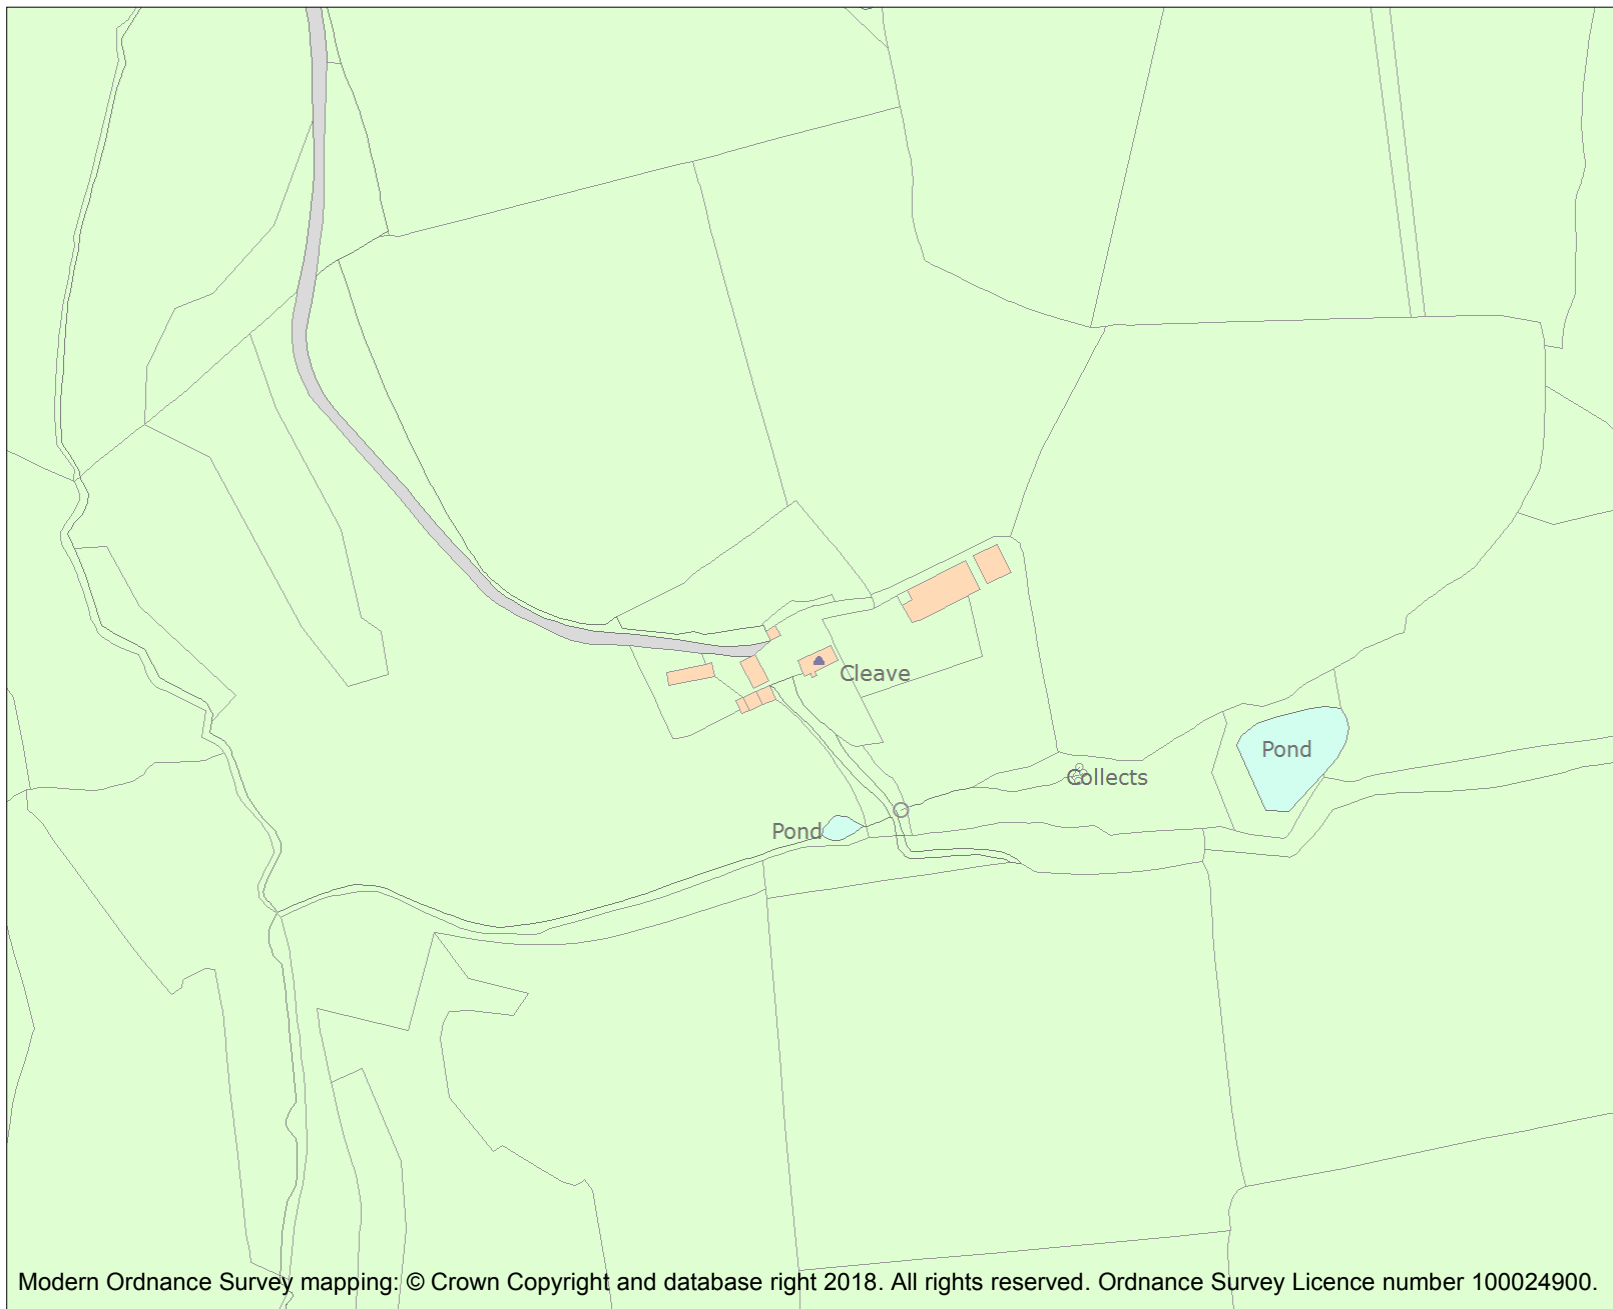 Cleave
Pond
Collects
Pond
Modern Ordnance Survey mapping: © Crown Copyright and database right 2018. All rights reserved. Ordnance Survey Licence number 100024900.